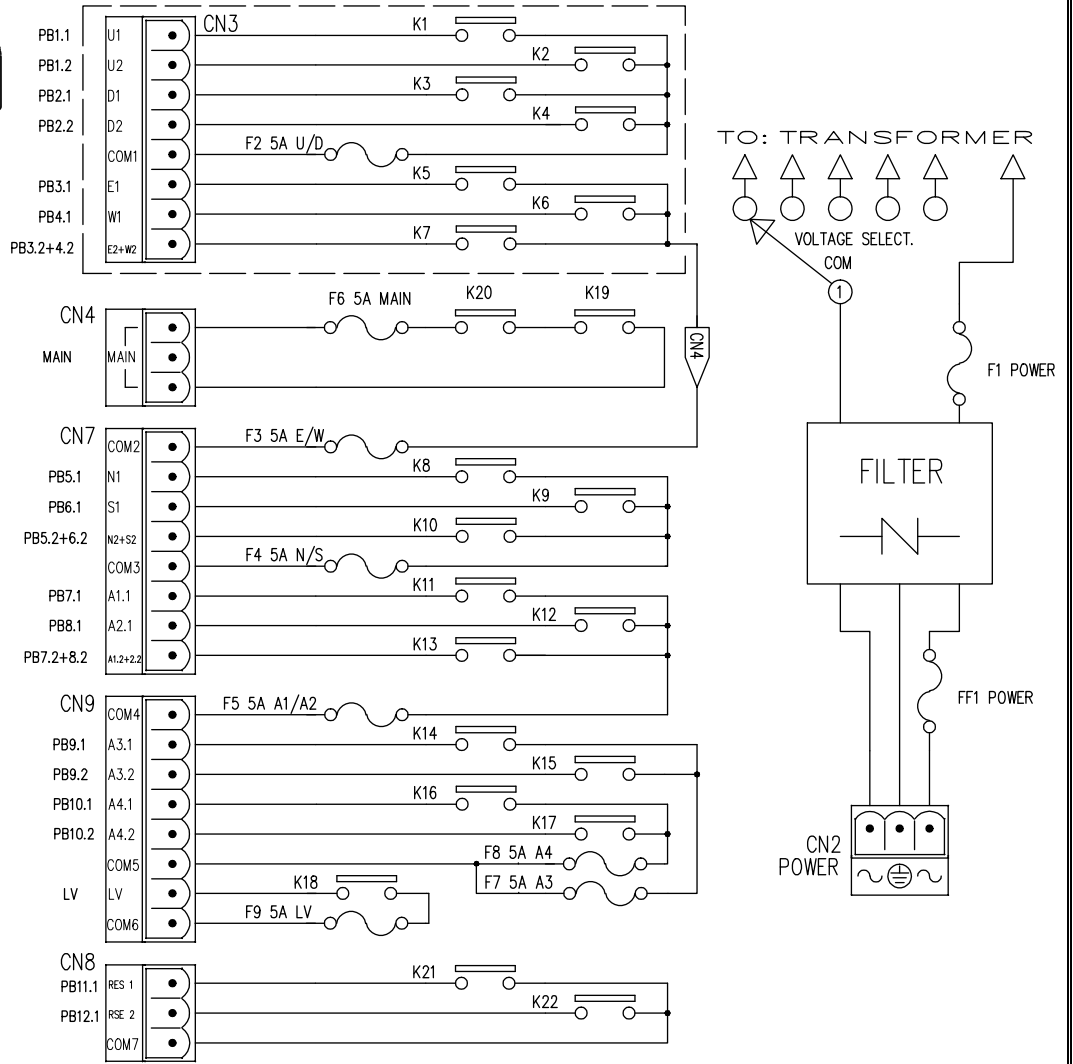 CN3
PB1.1 U1 K1
PB1.2 U2 K2
PB2.1 D1 K3
PB2.2 D2 K4
COM1 F2 5A U/D
PB3.1 E1 K5
PB4.1 W1 K6
PB3.2+4.2 E2+W2 K7
CN4
F6 5A MAIN K20 K19
MAIN MAIN
CN4
CN7
COM2 F3 5A E/W
PB5.1 N1 K8
PB6.1 S1 K9
PB5.2+6.2 N2+S2 K10
COM3 F4 5A N/S
PB7.1 A1.1 K11
PB8.1 A2.1 K12
PB7.2+8.2 A1.2+2.2 K13
CN9
COM4 F5 5A A1/A2
PB9.1 A3.1 K14
PB9.2 A3.2 K15
PB10.1 A4.1 K16
PB10.2 A4.2 K17
COM5 F8 5A A4
F7 5A A3
LV LV K18
COM6 F9 5A LV
CN8
PB11.1 RES 1 K21
PB12.1 RSE 2 K22
COM7
TO: TRANSFORMER
VOLTAGE SELECT.
COM
1
F1 POWER
FILTER
N
FF1 POWER
CN2
POWER